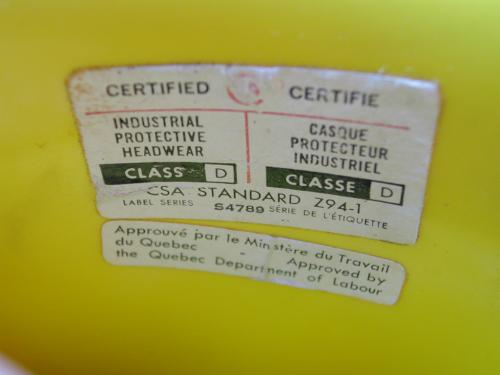 CERTIFIED CERTIFIE
INDUSTRIAL
PROTECTIVE
HEADWEAR
CLASS D
CASQUE
PROTECTEUR
INDUSTRIEL
CLASSE D
CSA STANDARD Z94-1
LABEL SERIES S4789 SÉRIE DE L'ÉTIQUETTE
Approuvé par le Ministère du Travail
du Quebec - Approved by
the Quebec Department of Labour